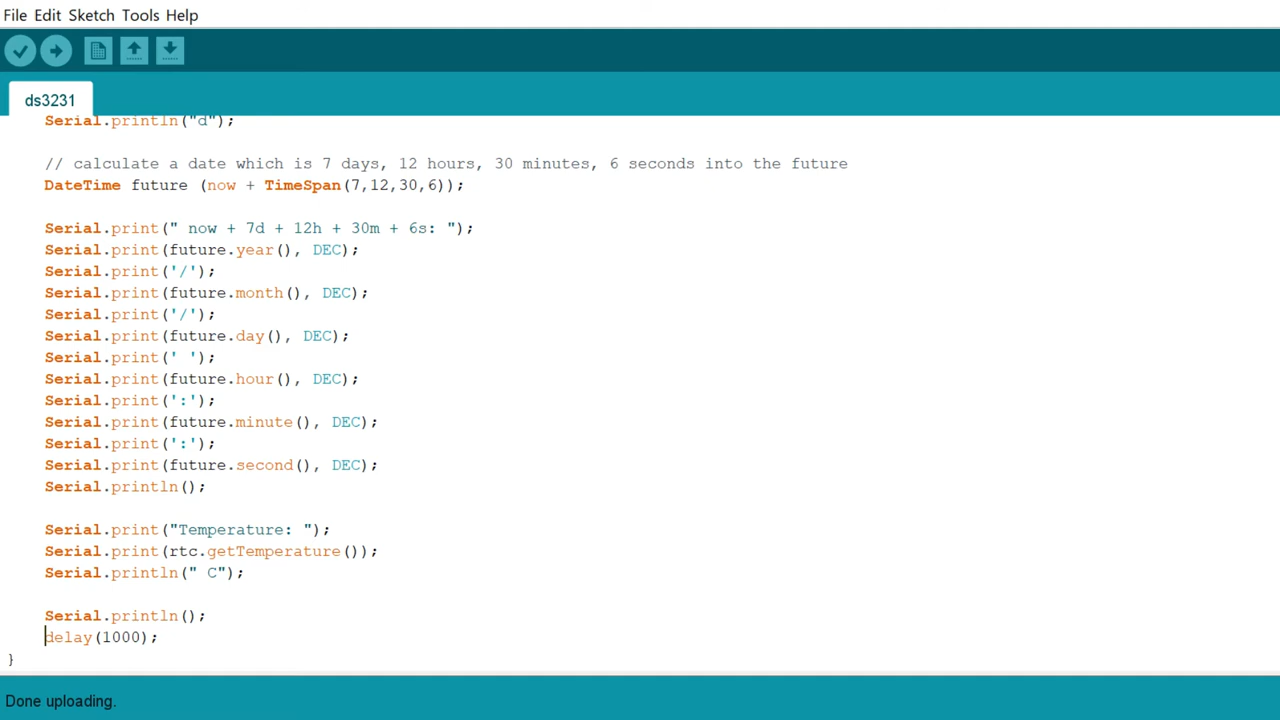 File Edit Sketch Tools Help
ds3231
Serial.println("d");
// calculate a date which is 7 days, 12 hours, 30 minutes, 6 seconds into the future
DateTime future (now + TimeSpan(7,12,30,6));
Serial.print(" now + 7d + 12h + 30m + 6s: ");
Serial.print(future.year(), DEC);
Serial.print('/');
Serial.print(future.month(), DEC);
Serial.print('/');
Serial.print(future.day(), DEC);
Serial.print(' ');
Serial.print(future.hour(), DEC);
Serial.print(':');
Serial.print(future.minute(), DEC);
Serial.print(':');
Serial.print(future.second(), DEC);
Serial.println();
Serial.print("Temperature: ");
Serial.print(rtc.getTemperature());
Serial.println(" C");
Serial.println();
delay(1000);
}
Done uploading.